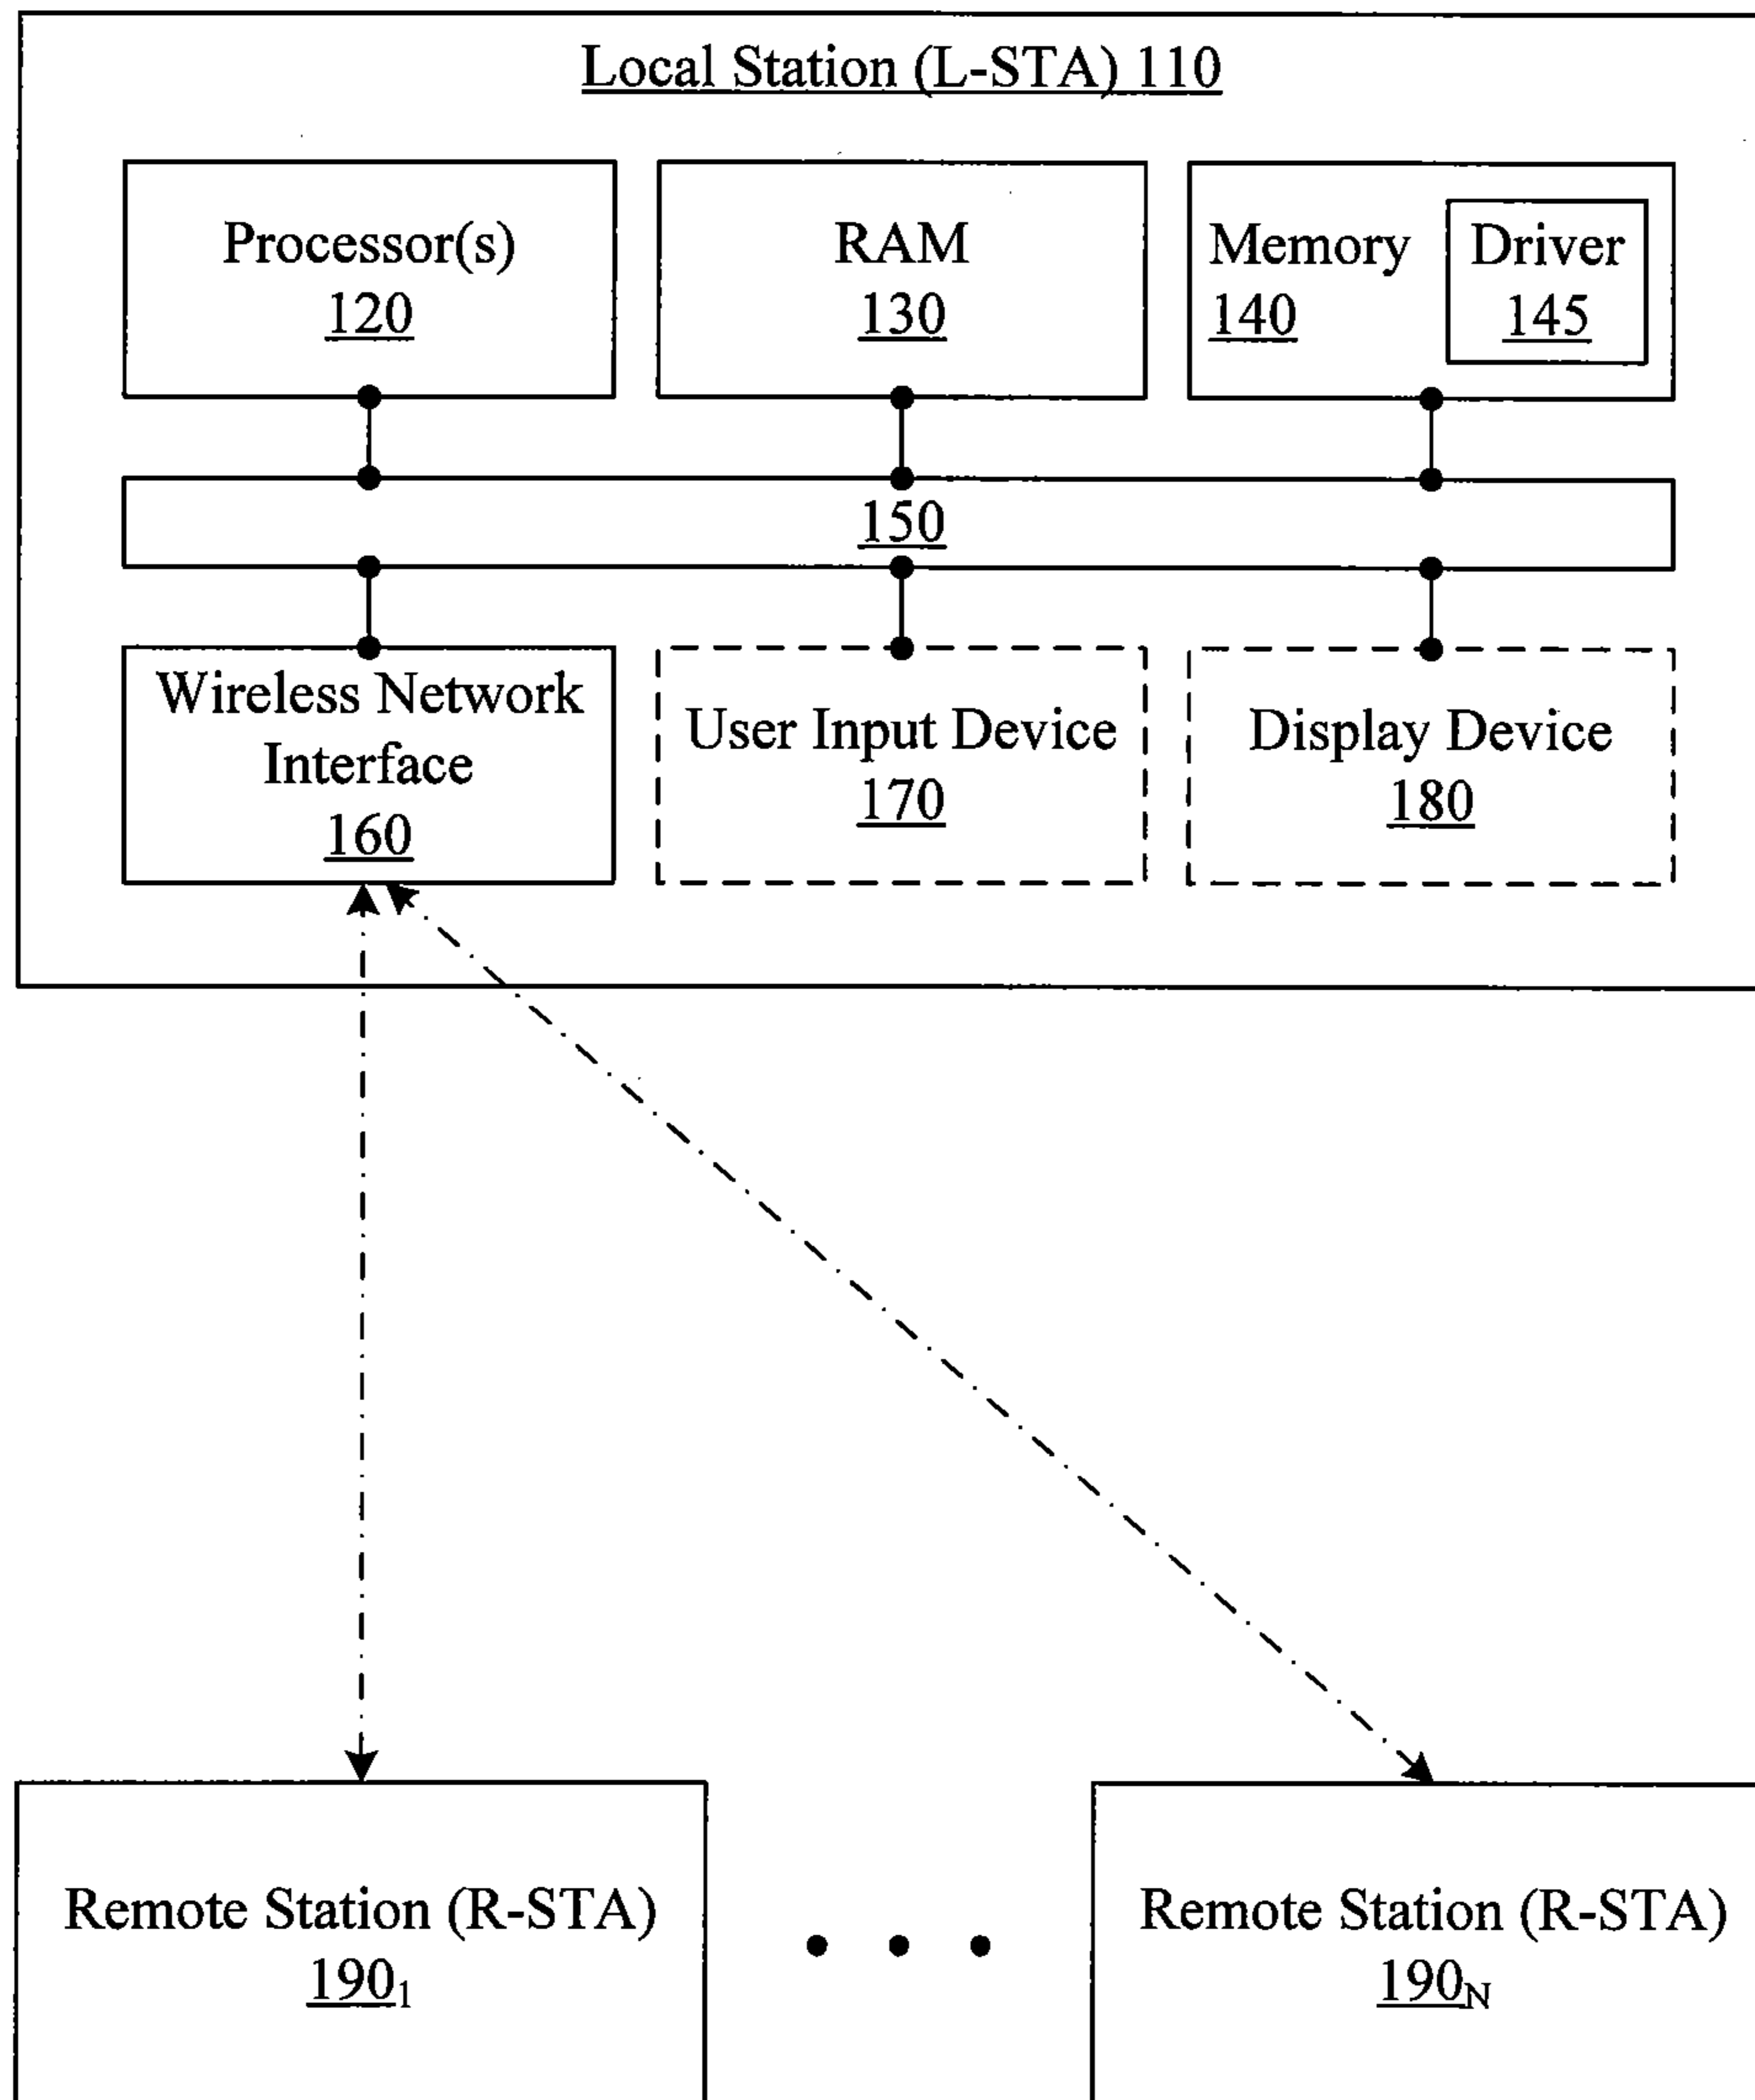 Local Station (L-STA) 110
Processor(s)
120
RAM
130
Memory
140
Driver
145
150
Wireless Network
Interface
160
User Input Device
170
Display Device
180
Remote Station (R-STA)
190₁
Remote Station (R-STA)
190_N